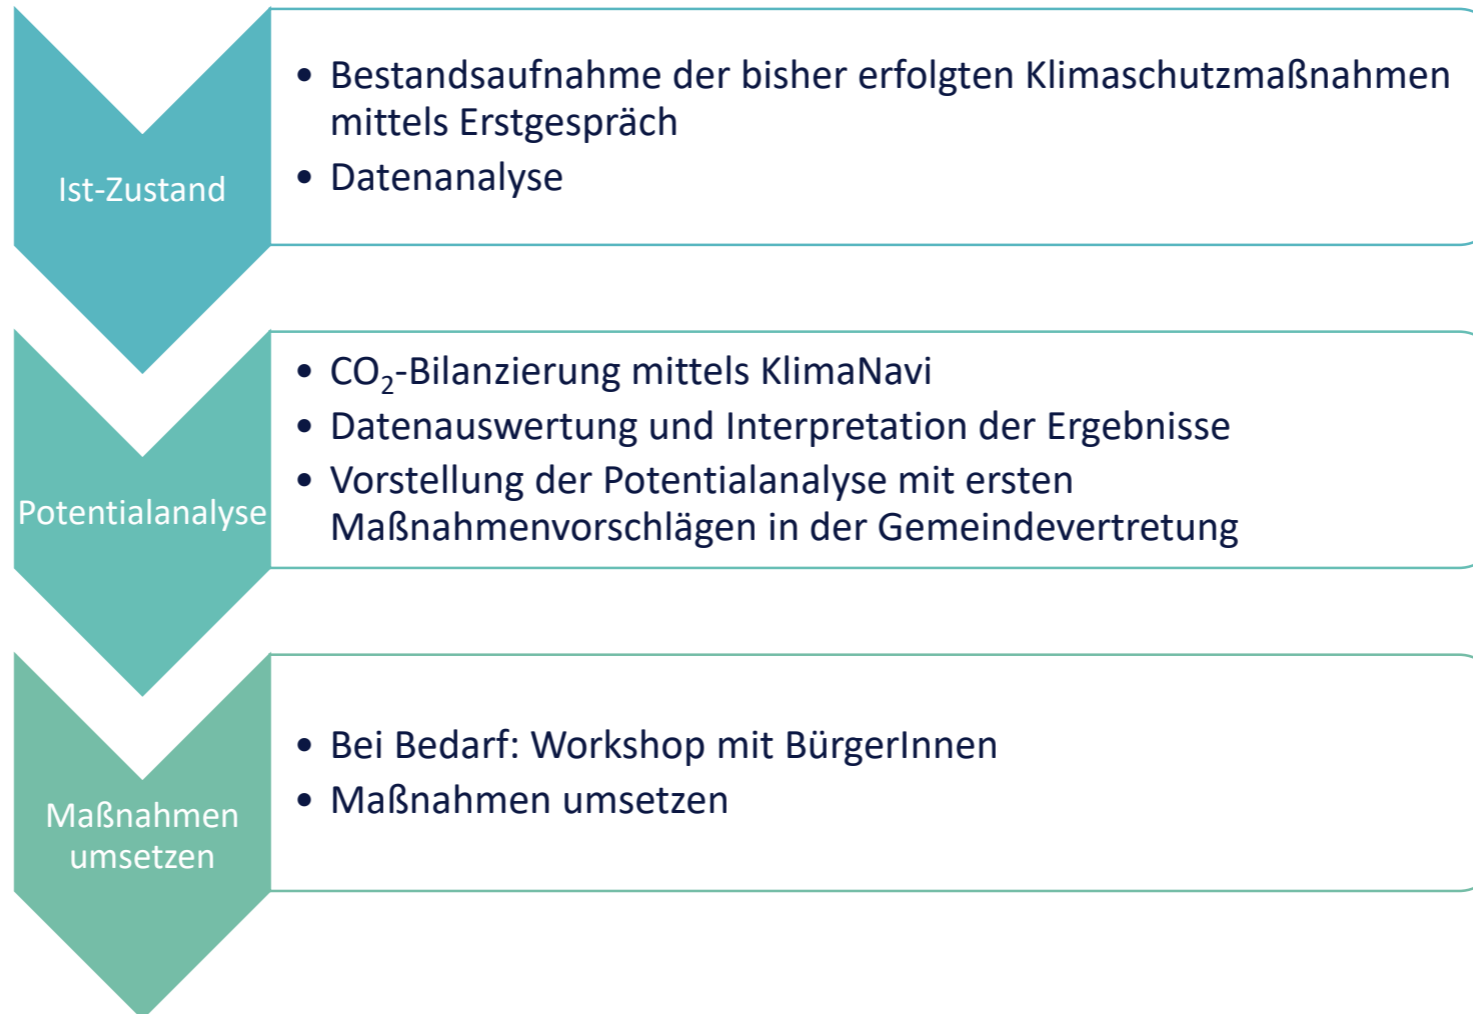 Ist-Zustand
• Bestandsaufnahme der bisher erfolgten Klimaschutzmaßnahmen
mittels Erstgespräch
• Datenanalyse
Potentialanalyse
• CO₂-Bilanzierung mittels KlimaNavi
• Datenauswertung und Interpretation der Ergebnisse
• Vorstellung der Potentialanalyse mit ersten
Maßnahmenvorschlägen in der Gemeindevertretung
Maßnahmen
umsetzen
• Bei Bedarf: Workshop mit BürgerInnen
• Maßnahmen umsetzen